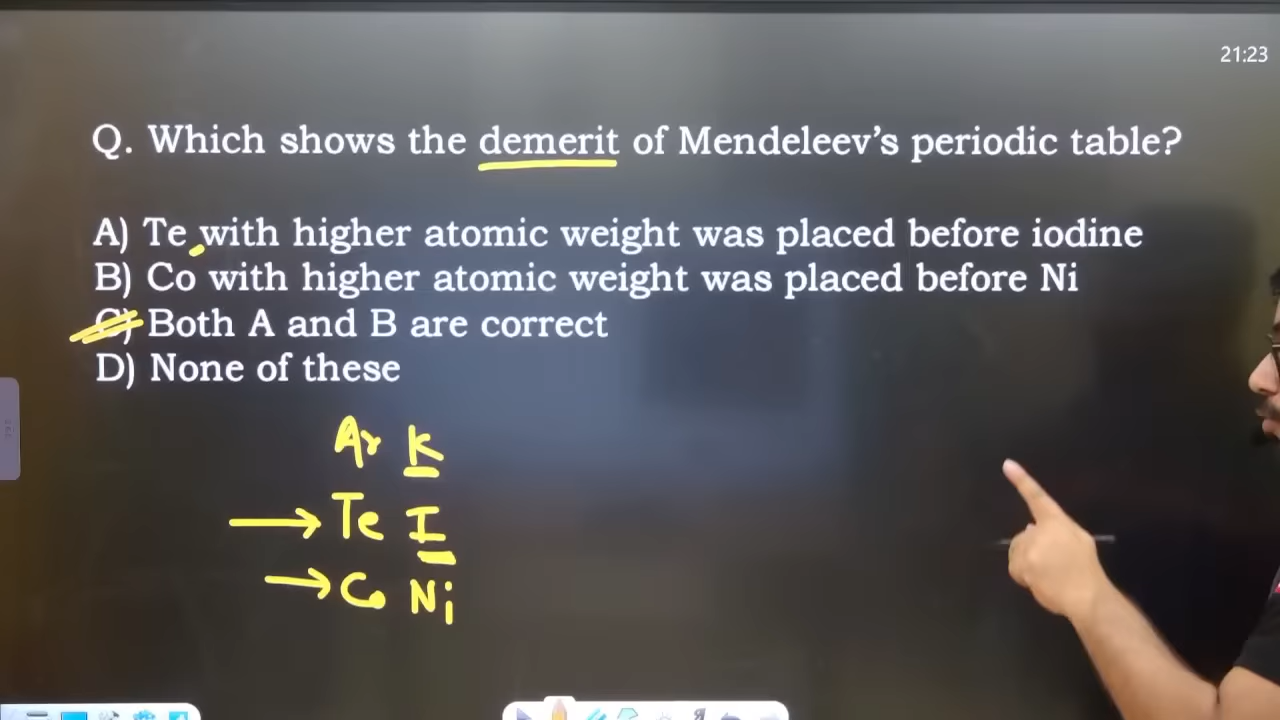 21:23
Q. Which shows the demerit of Mendeleev's periodic table?
A) Te with higher atomic weight was placed before iodine
B) Co with higher atomic weight was placed before Ni
C) Both A and B are correct
D) None of these
Ar K
→ Te I
→ Co Ni